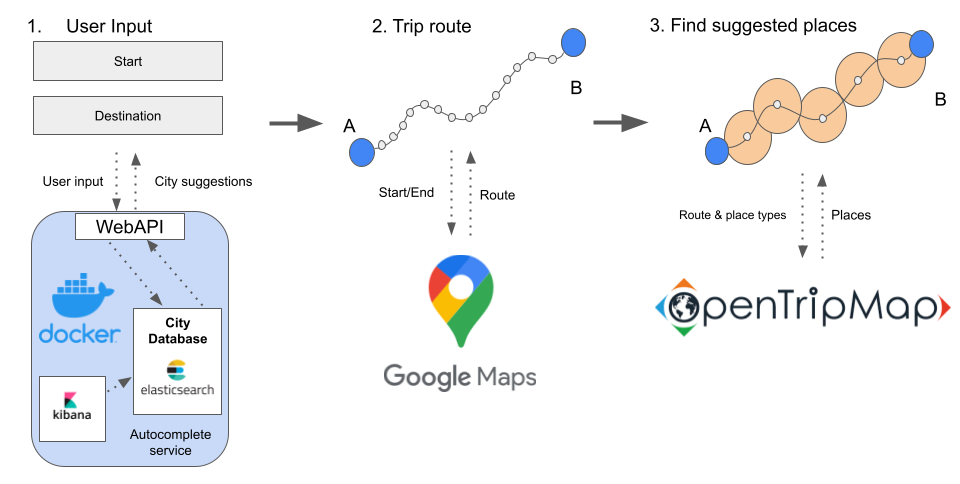 1. User Input
Start
Destination
User input
City suggestions
WebAPI
docker
City
Database
elasticsearch
kibana
Autocomplete
service
2. Trip route
A
B
Start/End
Route
Google Maps
3. Find suggested places
A
B
Route & place types
Places
OpenTripMap